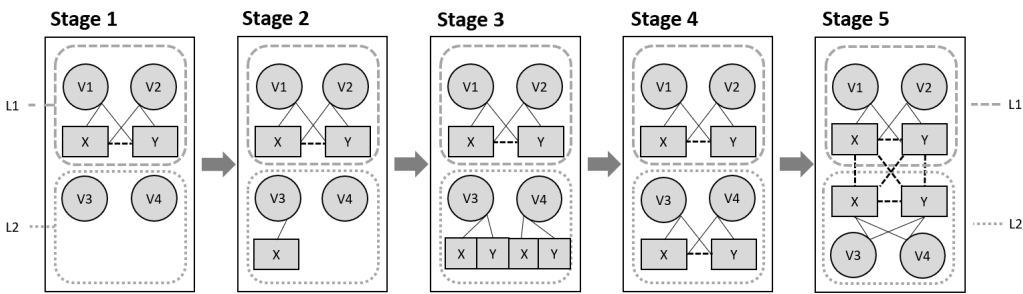 Stage 1 Stage 2 Stage 3 Stage 4 Stage 5
V1 V2 V1 V2 V1 V2 V1 V2 V1 V2
L1 L1
X Y X Y X Y X Y X Y
V3 V4 V3 V4 V3 V4 V3 V4 X Y
L2 L2
X X Y X Y X Y V3 V4